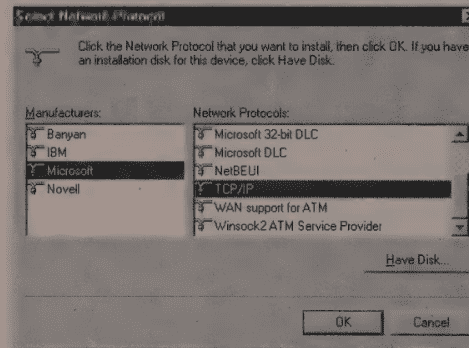 Select Network Protocol
Click the Network Protocol that you want to install, then click OK. If you have
an installation disk for this device, click Have Disk.
Manufacturers:
Banyan
IBM
Microsoft
Novell
Network Protocols:
Microsoft 32-bit DLC
Microsoft DLC
NetBEUI
TCP/IP
WAN support for ATM
Winsock2 ATM Service Provider
Have Disk...
OK
Cancel